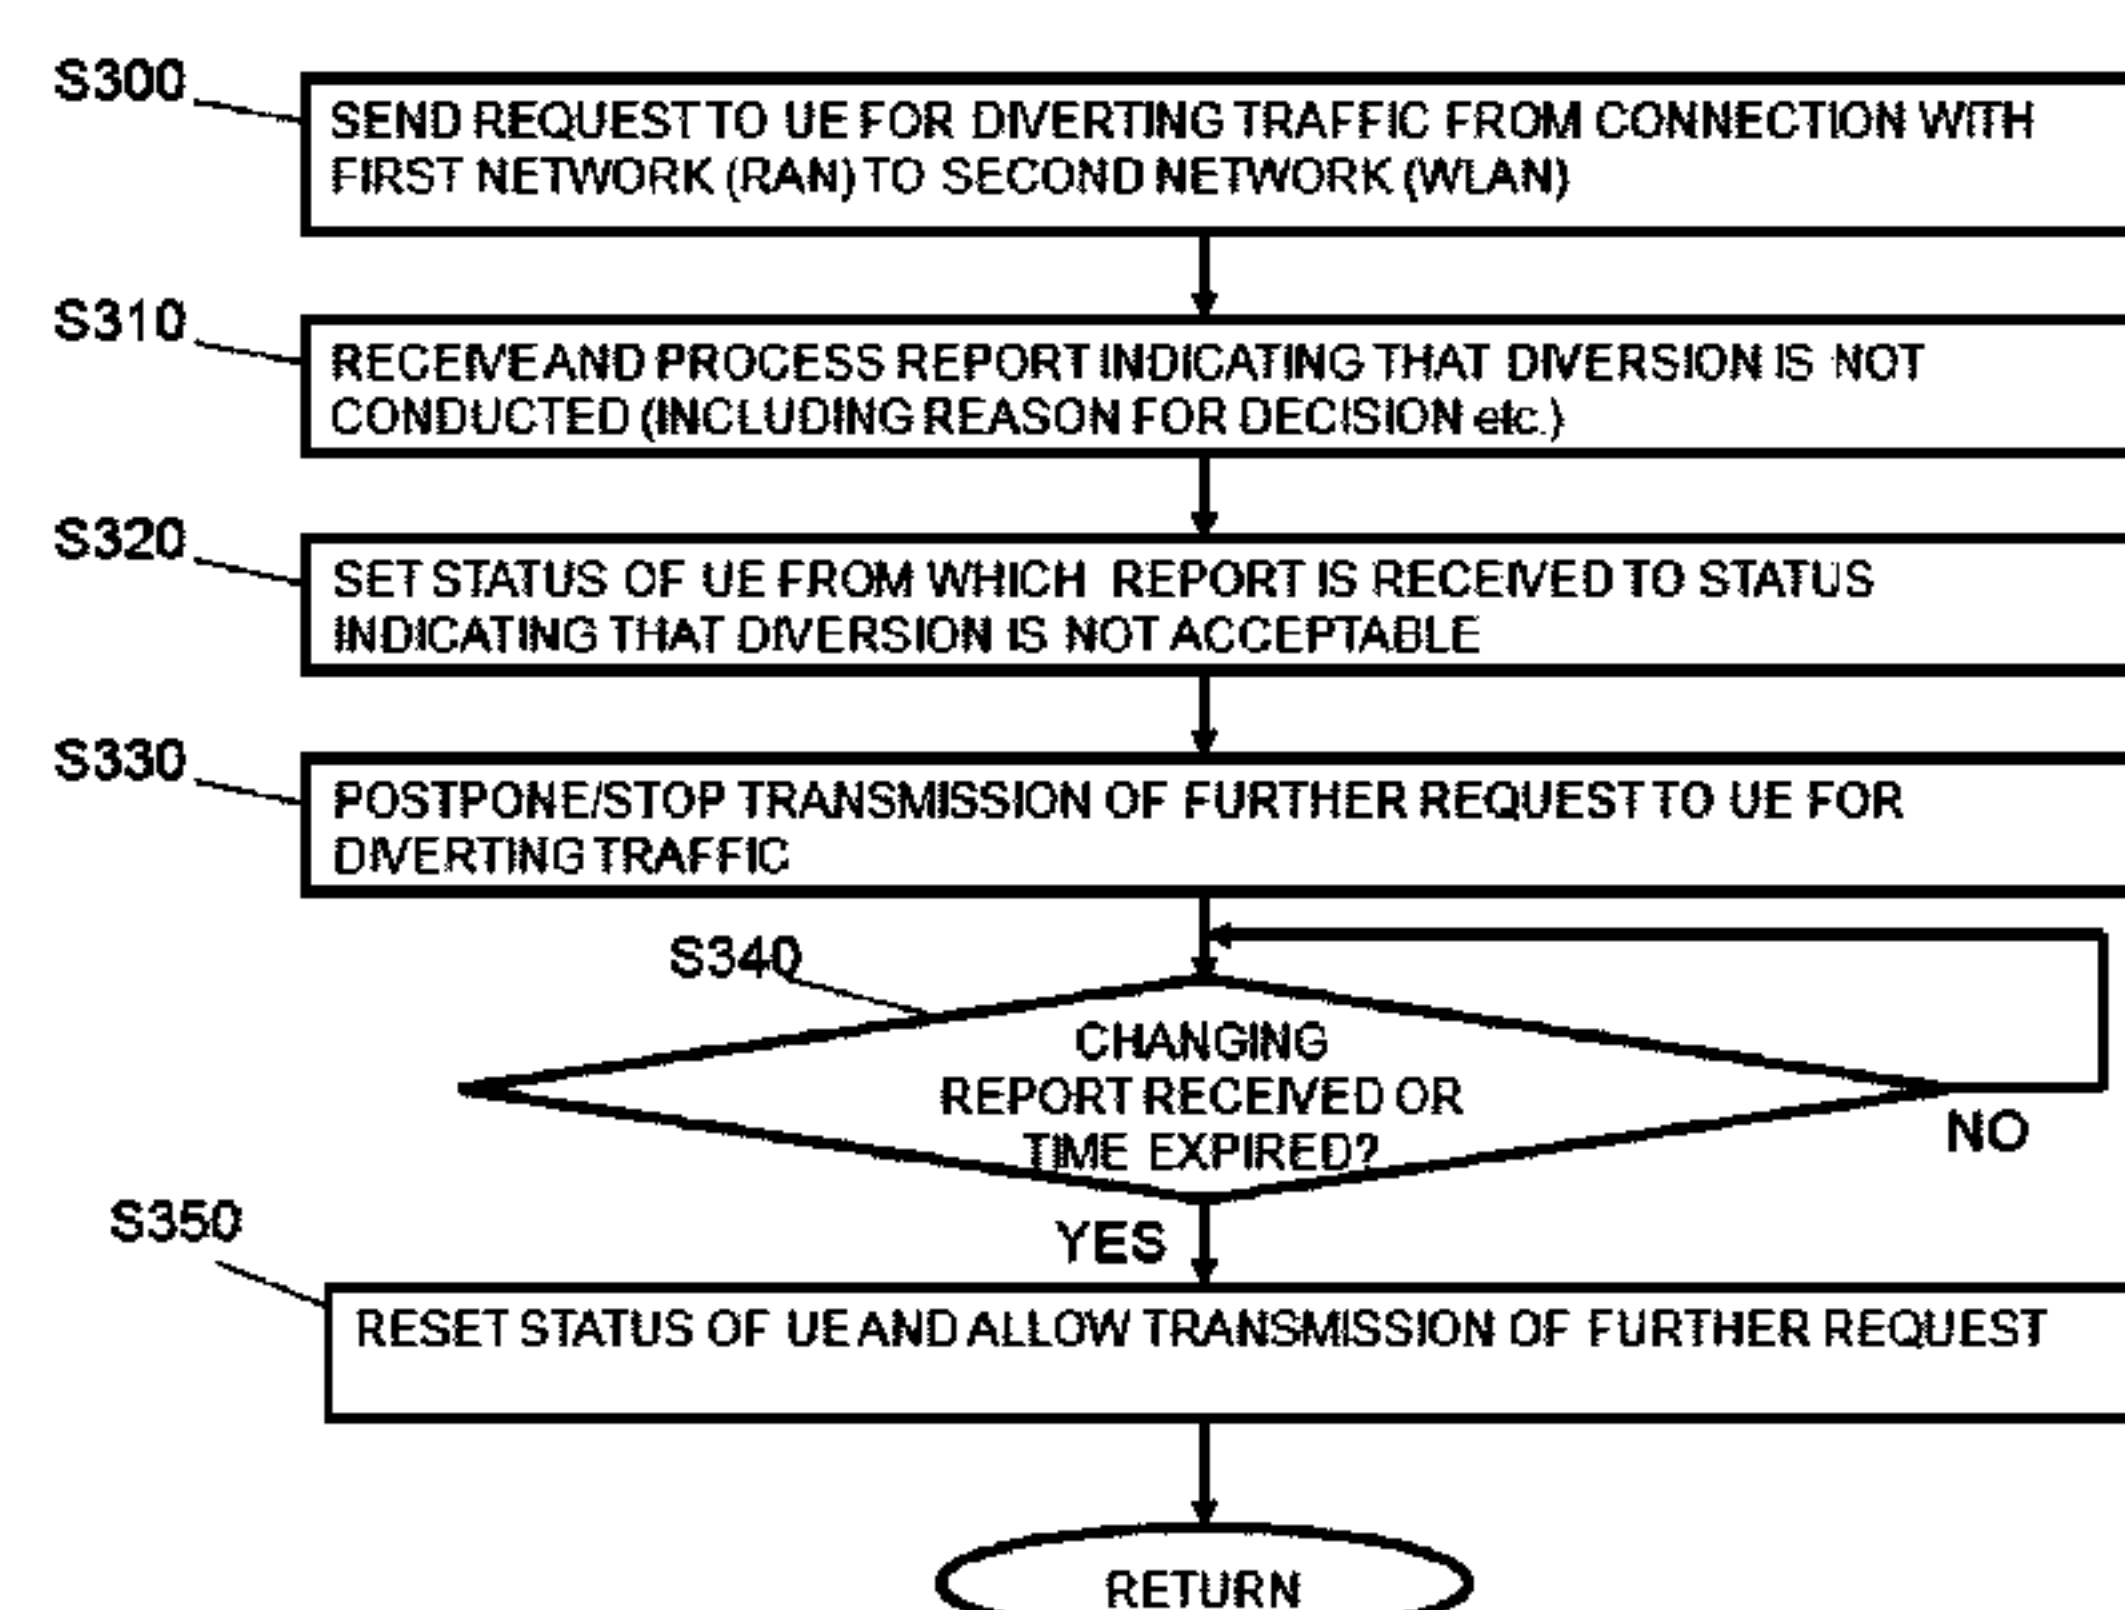 S300
SEND REQUEST TO UE FOR DIVERTING TRAFFIC FROM CONNECTION WITH
FIRST NETWORK (RAN) TO SECOND NETWORK (WLAN)
S310
RECEIVE AND PROCESS REPORT INDICATING THAT DIVERSION IS NOT
CONDUCTED (INCLUDING REASON FOR DECISION etc.)
S320
SET STATUS OF UE FROM WHICH REPORT IS RECEIVED TO STATUS
INDICATING THAT DIVERSION IS NOT ACCEPTABLE
S330
POSTPONE/STOP TRANSMISSION OF FURTHER REQUEST TO UE FOR
DIVERTING TRAFFIC
S340
CHANGING
REPORT RECEIVED OR
TIME EXPIRED?
NO
YES
S350
RESET STATUS OF UE AND ALLOW TRANSMISSION OF FURTHER REQUEST
RETURN